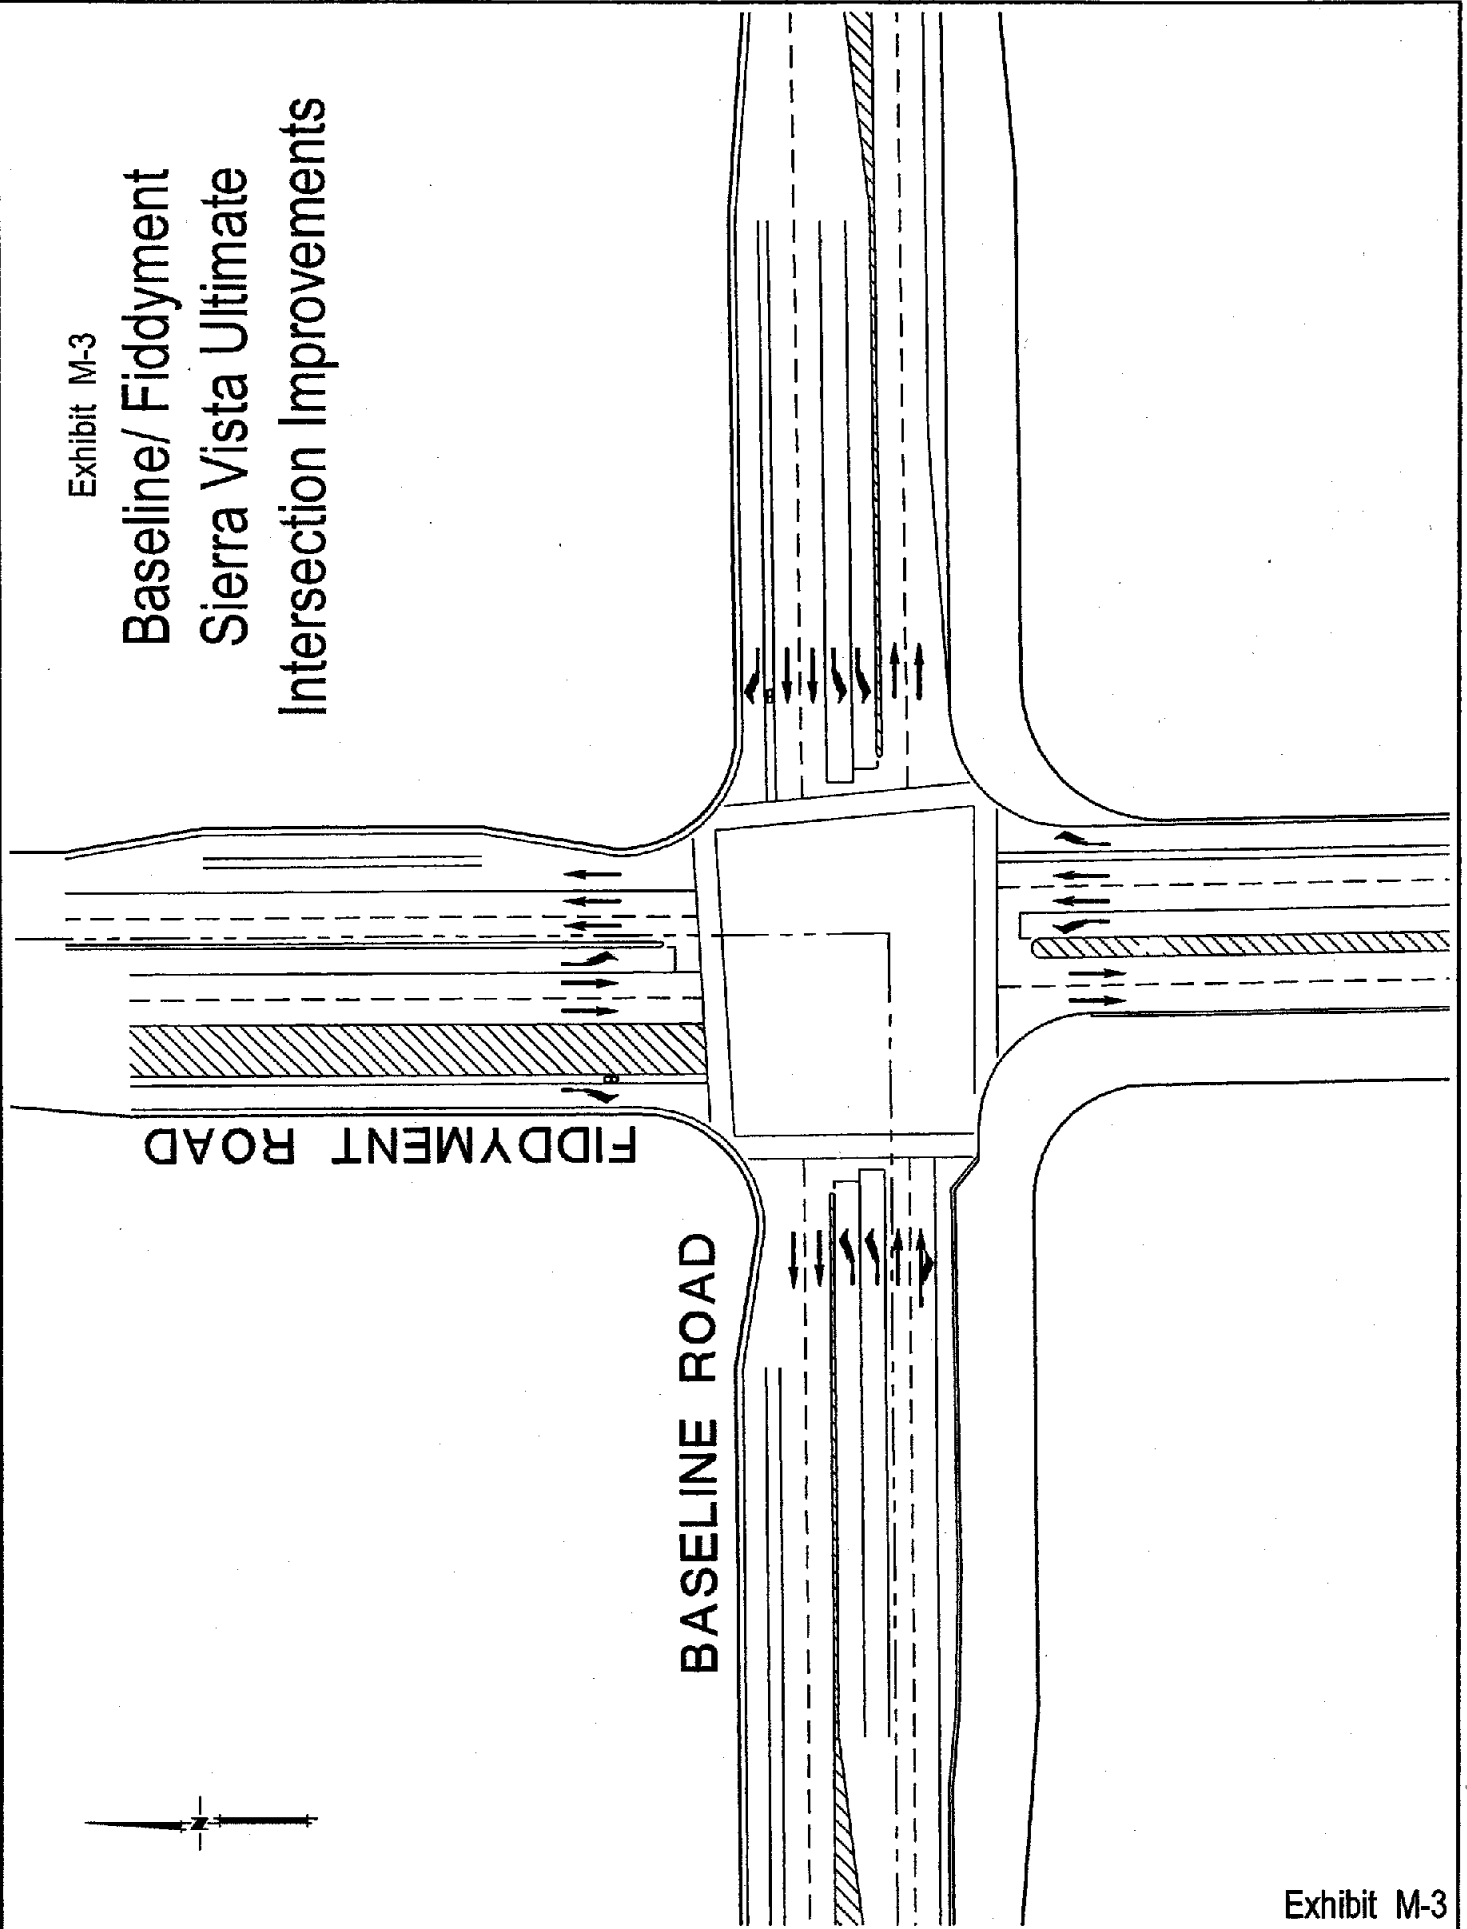 Exhibit M-3
Baseline/ Fiddyment
Sierra Vista Ultimate
Intersection Improvements
FIDDYMENT ROAD
BASELINE ROAD
N
Exhibit M-3